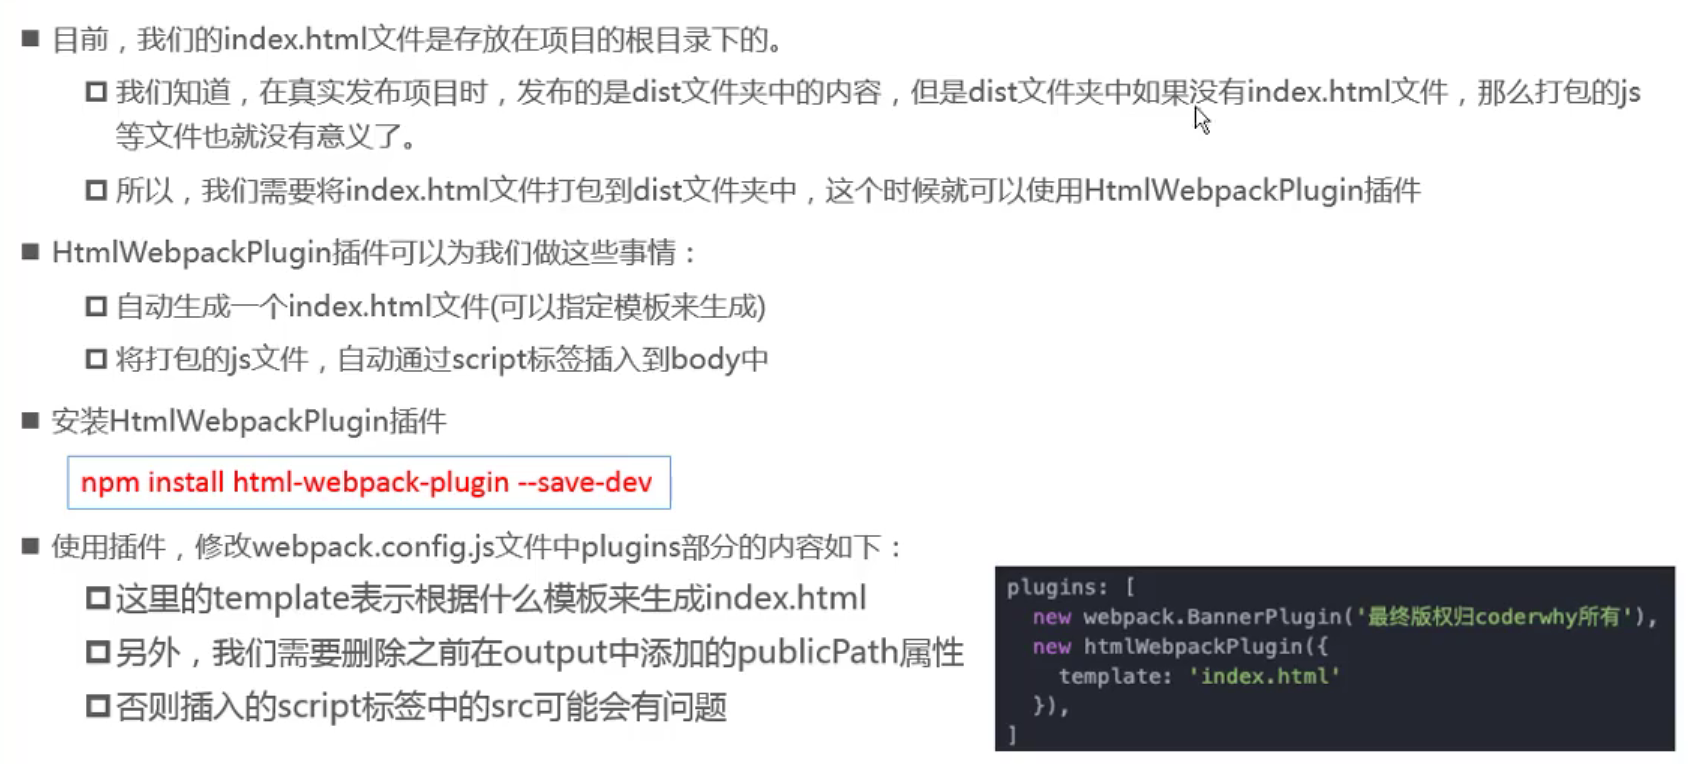 目前，我们的index.html文件是存放在项目的根目录下的。
我们知道，在真实发布项目时，发布的是dist文件夹中的内容，但是dist文件夹中如果没有index.html文件，那么打包的js
等文件也就没有意义了。
所以，我们需要将index.html文件打包到dist文件夹中，这个时候就可以使用HtmlWebpackPlugin插件
HtmlWebpackPlugin插件可以为我们做这些事情：
自动生成一个index.html文件(可以指定模板来生成)
将打包的js文件，自动通过script标签插入到body中
安装HtmlWebpackPlugin插件
npm install html-webpack-plugin --save-dev
使用插件，修改webpack.config.js文件中plugins部分的内容如下：
这里的template表示根据什么模板来生成index.html
另外，我们需要删除之前在output中添加的publicPath属性
否则插入的script标签中的src可能会有问题
plugins: [
new webpack.BannerPlugin('最终版权归coderwhy所有'),
new htmlWebpackPlugin({
template: 'index.html'
}),
]